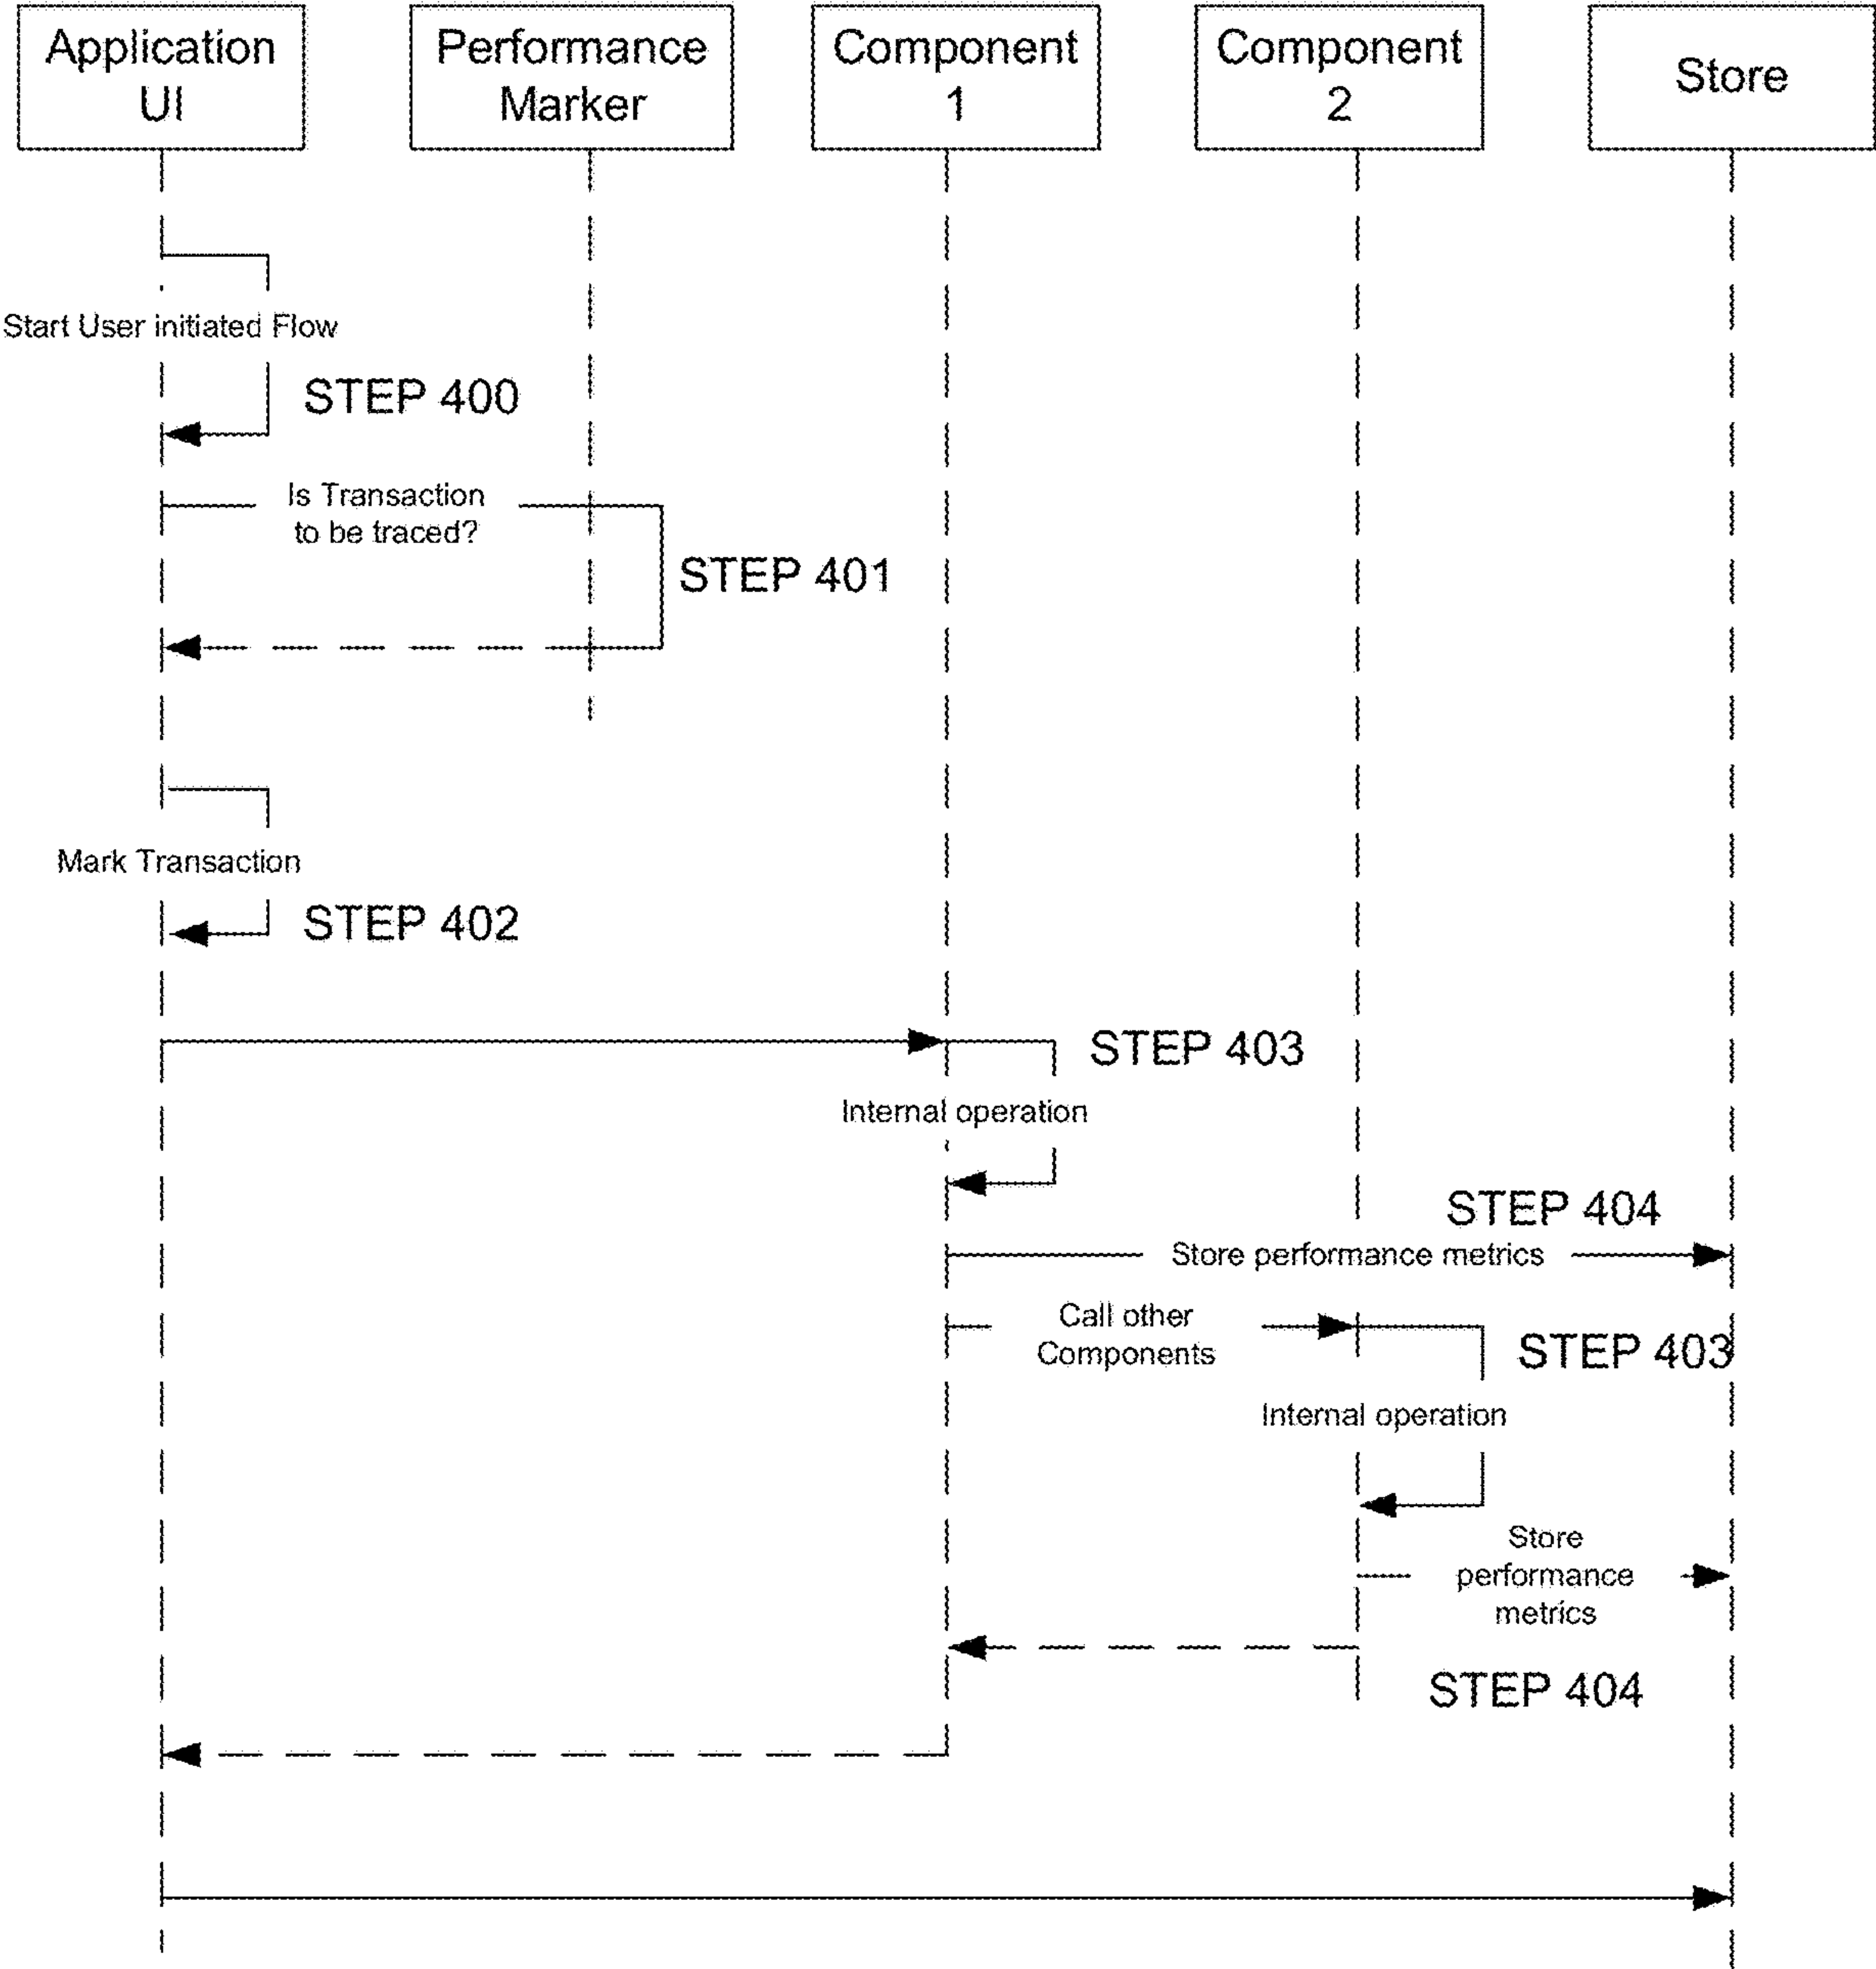 Application
UI
Performance
Marker
Component
1
Component
2
Store
Start User initiated Flow
STEP 400
Is Transaction
to be traced?
STEP 401
Mark Transaction
STEP 402
STEP 403
Internal operation
STEP 404
Store performance metrics
Call other
Components
STEP 403
Internal operation
Store
performance
metrics
STEP 404